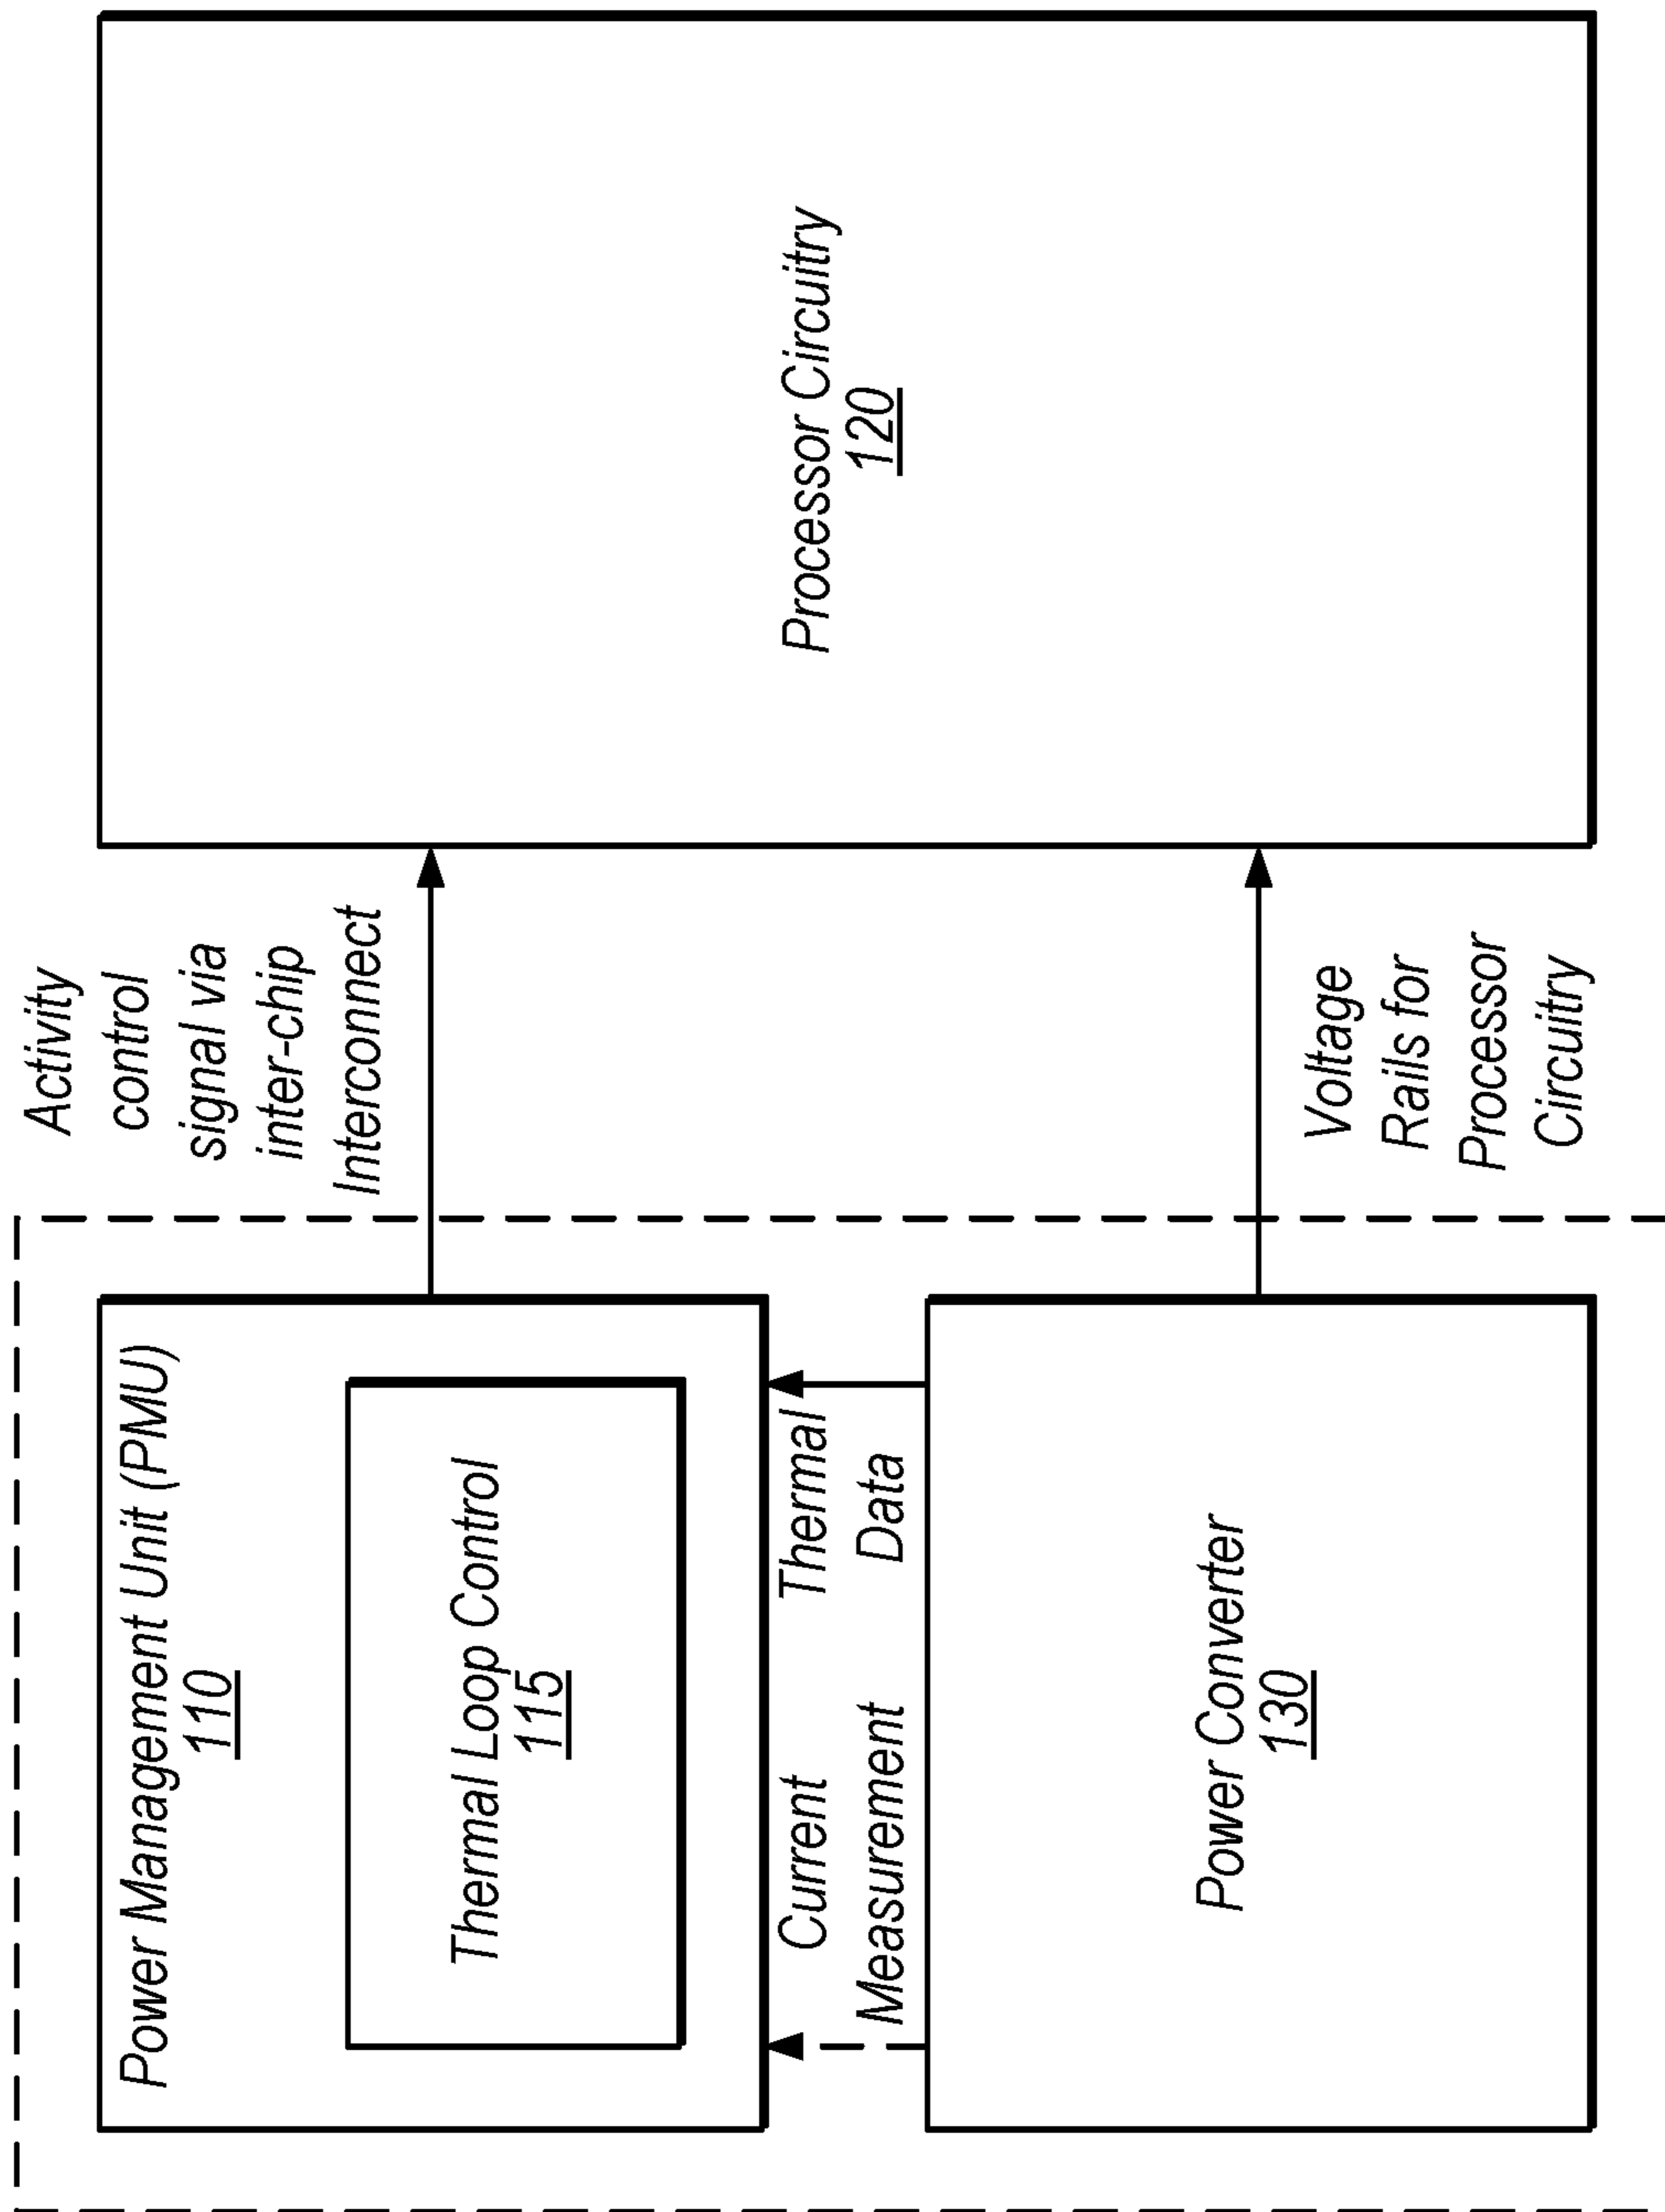 Power Management Unit (PMU)
110
Thermal Loop Control
115
Current
Measurement
Thermal
Data
Power Converter
130
Activity
control
signal via
inter-chip
Interconnect
Voltage
Rails for
Processor
Circuitry
Processor Circuitry
120